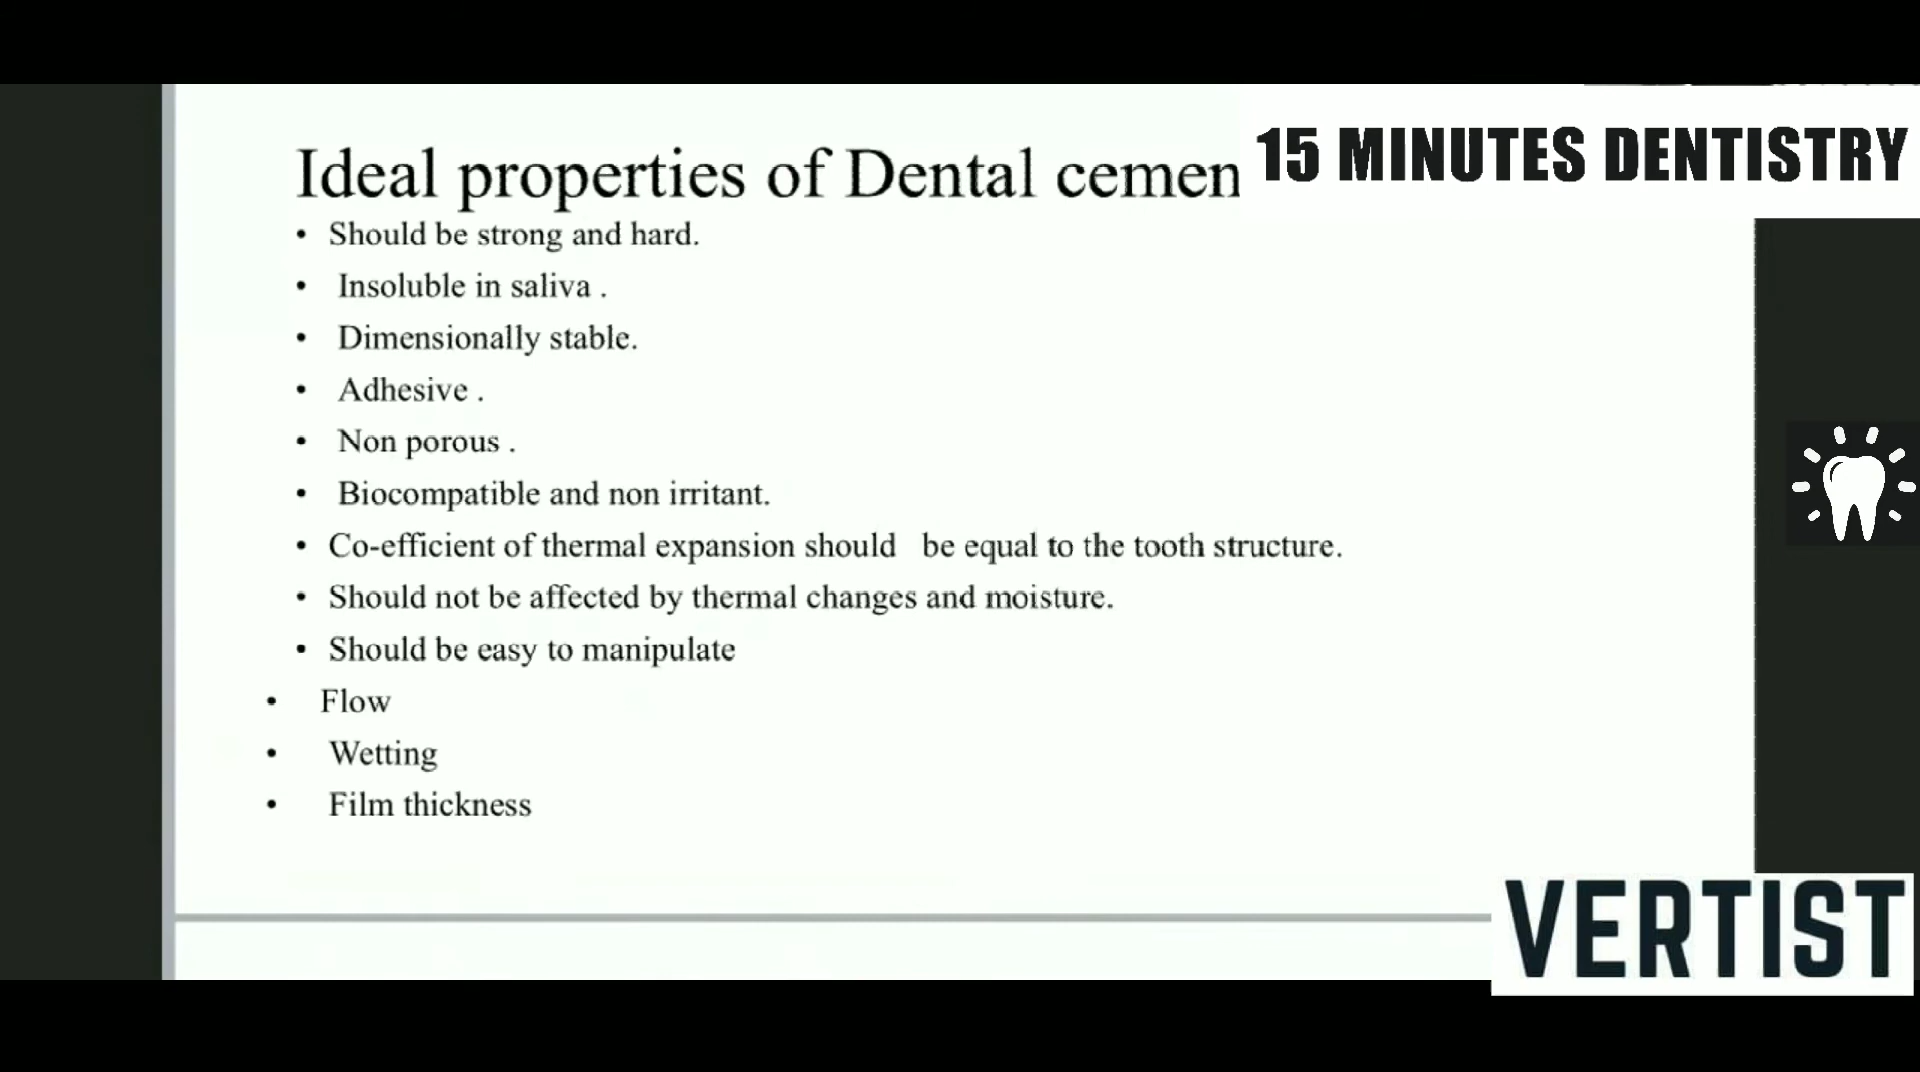 Ideal properties of Dental cemen
15 MINUTES DENTISTRY
• Should be strong and hard.
• Insoluble in saliva .
• Dimensionally stable.
• Adhesive .
• Non porous .
• Biocompatible and non irritant.
• Co-efficient of thermal expansion should be equal to the tooth structure.
• Should not be affected by thermal changes and moisture.
• Should be easy to manipulate
• Flow
• Wetting
• Film thickness
VERTIST